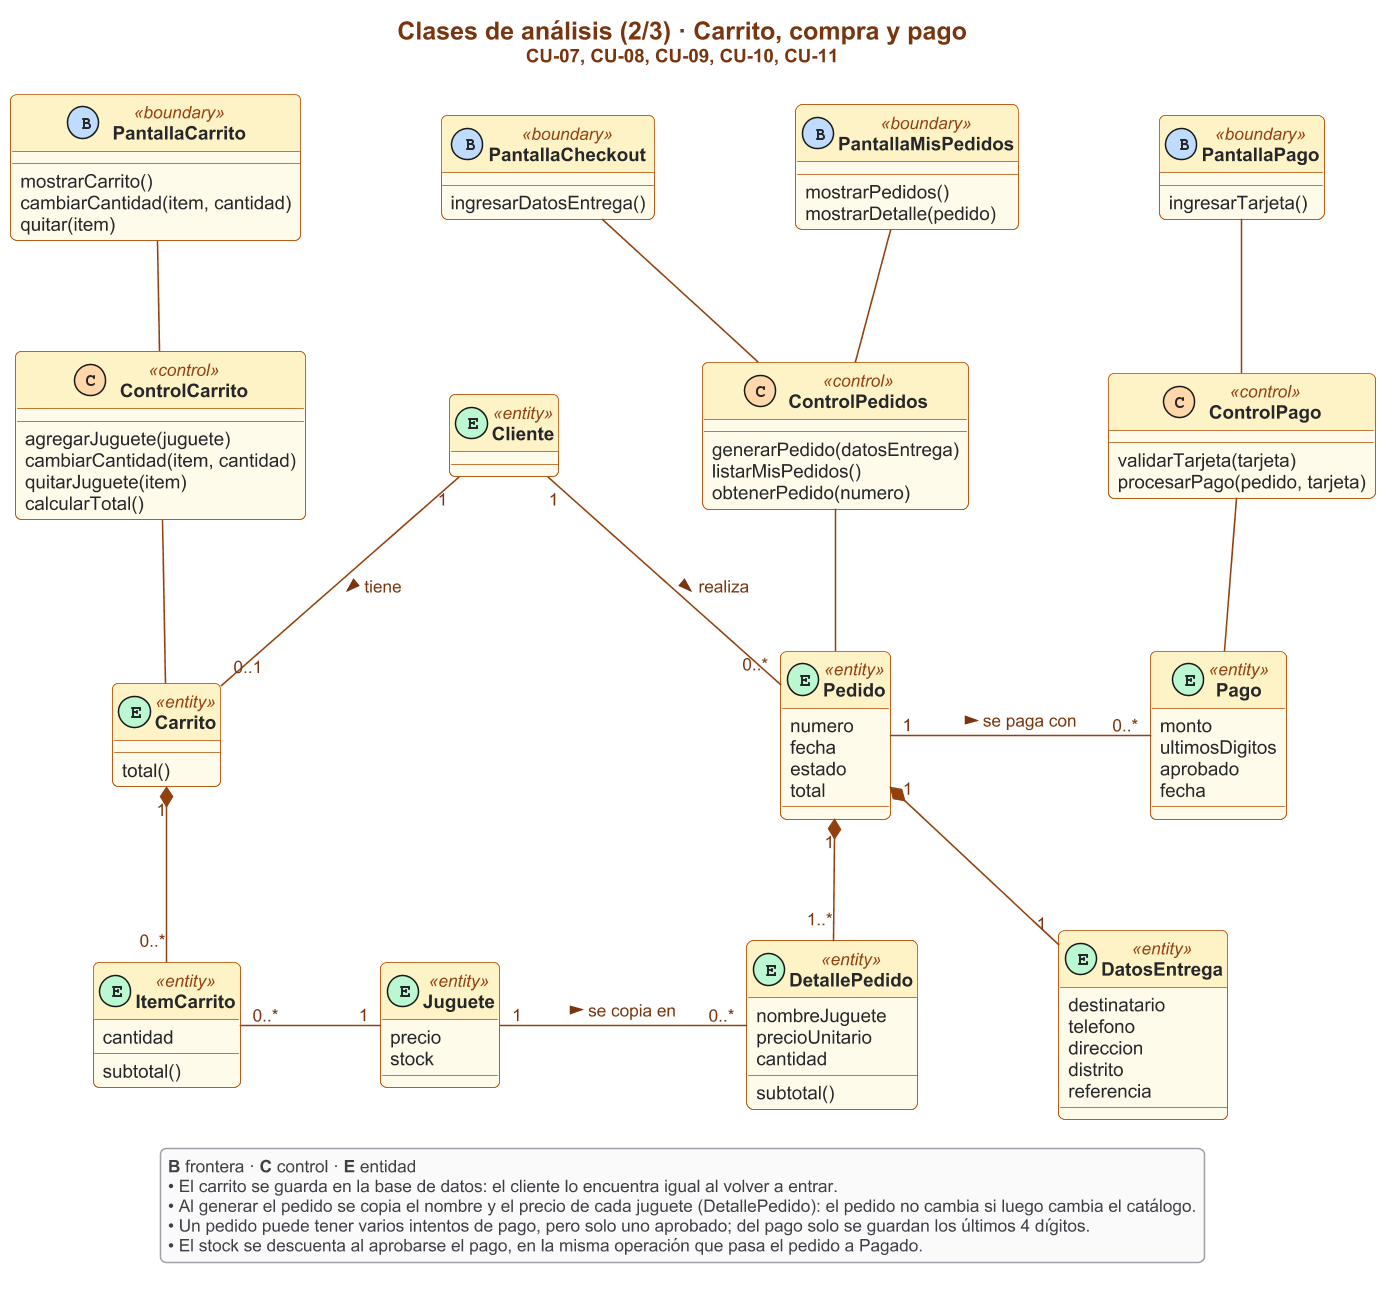 Clases de análisis (2/3) · Carrito, compra y pago
CU-07, CU-08, CU-09, CU-10, CU-11
B
«boundary»
PantallaCarrito
mostrarCarrito()
cambiarCantidad(item, cantidad)
quitar(item)
B
«boundary»
PantallaCheckout
ingresarDatosEntrega()
B
«boundary»
PantallaMisPedidos
mostrarPedidos()
mostrarDetalle(pedido)
B
«boundary»
PantallaPago
ingresarTarjeta()
C
«control»
ControlCarrito
agregarJuguete(juguete)
cambiarCantidad(item, cantidad)
quitarJuguete(item)
calcularTotal()
E
«entity»
Cliente
C
«control»
ControlPedidos
generarPedido(datosEntrega)
listarMisPedidos()
obtenerPedido(numero)
C
«control»
ControlPago
validarTarjeta(tarjeta)
procesarPago(pedido, tarjeta)
1
1
tiene
realiza
0..1
0..*
E
«entity»
Carrito
total()
E
«entity»
Pedido
numero
fecha
estado
total
1
se paga con
0..*
E
«entity»
Pago
monto
ultimosDigitos
aprobado
fecha
1
1
1
0..*
1..*
1
E
«entity»
ItemCarrito
cantidad
subtotal()
0..*
1
E
«entity»
Juguete
precio
stock
1
se copia en
0..*
E
«entity»
DetallePedido
nombreJuguete
precioUnitario
cantidad
subtotal()
E
«entity»
DatosEntrega
destinatario
telefono
direccion
distrito
referencia
B frontera · C control · E entidad
• El carrito se guarda en la base de datos: el cliente lo encuentra igual al volver a entrar.
• Al generar el pedido se copia el nombre y el precio de cada juguete (DetallePedido): el pedido no cambia si luego cambia el catálogo.
• Un pedido puede tener varios intentos de pago, pero solo uno aprobado; del pago solo se guardan los últimos 4 dígitos.
• El stock se descuenta al aprobarse el pago, en la misma operación que pasa el pedido a Pagado.